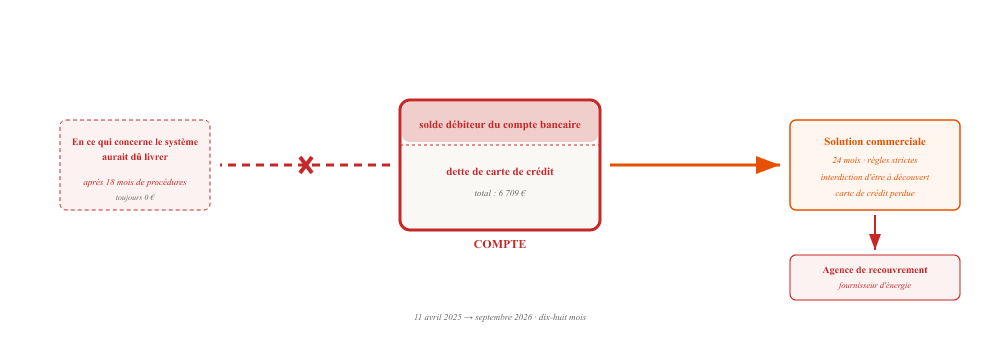 En ce qui concerne le système
aurait dû livrer
après 18 mois de procédures
toujours 0 €
solde débiteur du compte bancaire
dette de carte de crédit
total : 6 709 €
COMPTE
Solution commerciale
24 mois · règles strictes
interdiction d'être à découvert
carte de crédit perdue
Agence de recouvrement
fournisseur d'énergie
11 avril 2025 → septembre 2026 · dix-huit mois